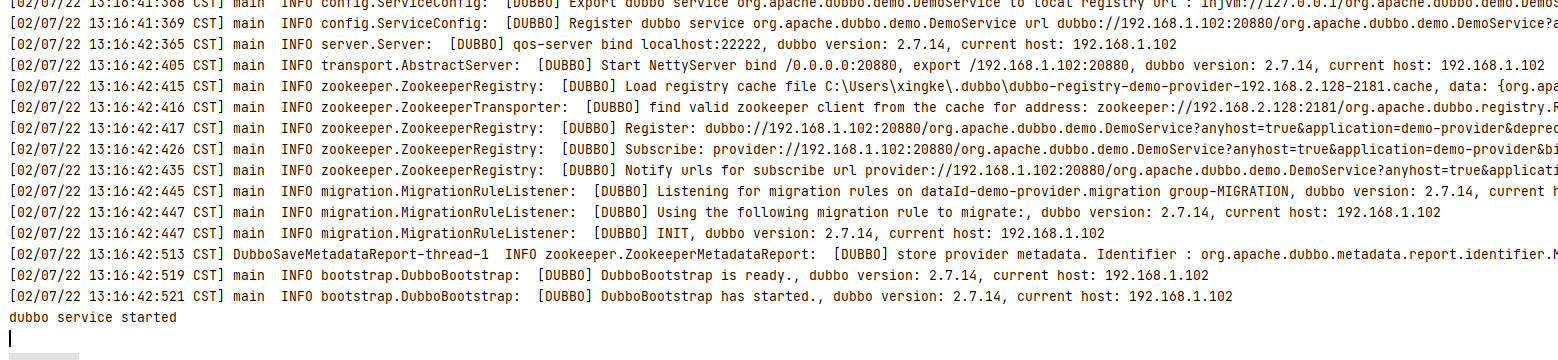 [02/07/22 13:16:41:368 CST] main  INFO config.ServiceConfig:  [DUBBO] Export dubbo service org.apache.dubbo.demo.DemoService to local registry url : injvm://127.0.0.1/org.apache.dubbo.demo.DemoS
[02/07/22 13:16:41:369 CST] main  INFO config.ServiceConfig:  [DUBBO] Register dubbo service org.apache.dubbo.demo.DemoService url dubbo://192.168.1.102:20880/org.apache.dubbo.demo.DemoService?a
[02/07/22 13:16:42:365 CST] main  INFO server.Server:  [DUBBO] qos-server bind localhost:22222, dubbo version: 2.7.14, current host: 192.168.1.102
[02/07/22 13:16:42:405 CST] main  INFO transport.AbstractServer:  [DUBBO] Start NettyServer bind /0.0.0.0:20880, export /192.168.1.102:20880, dubbo version: 2.7.14, current host: 192.168.1.102
[02/07/22 13:16:42:415 CST] main  INFO zookeeper.ZookeeperRegistry:  [DUBBO] Load registry cache file C:\Users\xingke\.dubbo\dubbo-registry-demo-provider-192.168.2.128-2181.cache, data: {org.apa
[02/07/22 13:16:42:416 CST] main  INFO zookeeper.ZookeeperTransporter:  [DUBBO] find valid zookeeper client from the cache for address: zookeeper://192.168.2.128:2181/org.apache.dubbo.registry.R
[02/07/22 13:16:42:417 CST] main  INFO zookeeper.ZookeeperRegistry:  [DUBBO] Register: dubbo://192.168.1.102:20880/org.apache.dubbo.demo.DemoService?anyhost=true&application=demo-provider&deprec
[02/07/22 13:16:42:426 CST] main  INFO zookeeper.ZookeeperRegistry:  [DUBBO] Subscribe: provider://192.168.1.102:20880/org.apache.dubbo.demo.DemoService?anyhost=true&application=demo-provider&bi
[02/07/22 13:16:42:435 CST] main  INFO zookeeper.ZookeeperRegistry:  [DUBBO] Notify urls for subscribe url provider://192.168.1.102:20880/org.apache.dubbo.demo.DemoService?anyhost=true&applicati
[02/07/22 13:16:42:445 CST] main  INFO migration.MigrationRuleListener:  [DUBBO] Listening for migration rules on dataId-demo-provider.migration group-MIGRATION, dubbo version: 2.7.14, current h
[02/07/22 13:16:42:447 CST] main  INFO migration.MigrationRuleListener:  [DUBBO] Using the following migration rule to migrate:, dubbo version: 2.7.14, current host: 192.168.1.102
[02/07/22 13:16:42:447 CST] main  INFO migration.MigrationRuleListener:  [DUBBO] INIT, dubbo version: 2.7.14, current host: 192.168.1.102
[02/07/22 13:16:42:513 CST] DubboSaveMetadataReport-thread-1  INFO zookeeper.ZookeeperMetadataReport:  [DUBBO] store provider metadata. Identifier : org.apache.dubbo.metadata.report.identifier.M
[02/07/22 13:16:42:519 CST] main  INFO bootstrap.DubboBootstrap:  [DUBBO] DubboBootstrap is ready., dubbo version: 2.7.14, current host: 192.168.1.102
[02/07/22 13:16:42:521 CST] main  INFO bootstrap.DubboBootstrap:  [DUBBO] DubboBootstrap has started., dubbo version: 2.7.14, current host: 192.168.1.102
dubbo service started